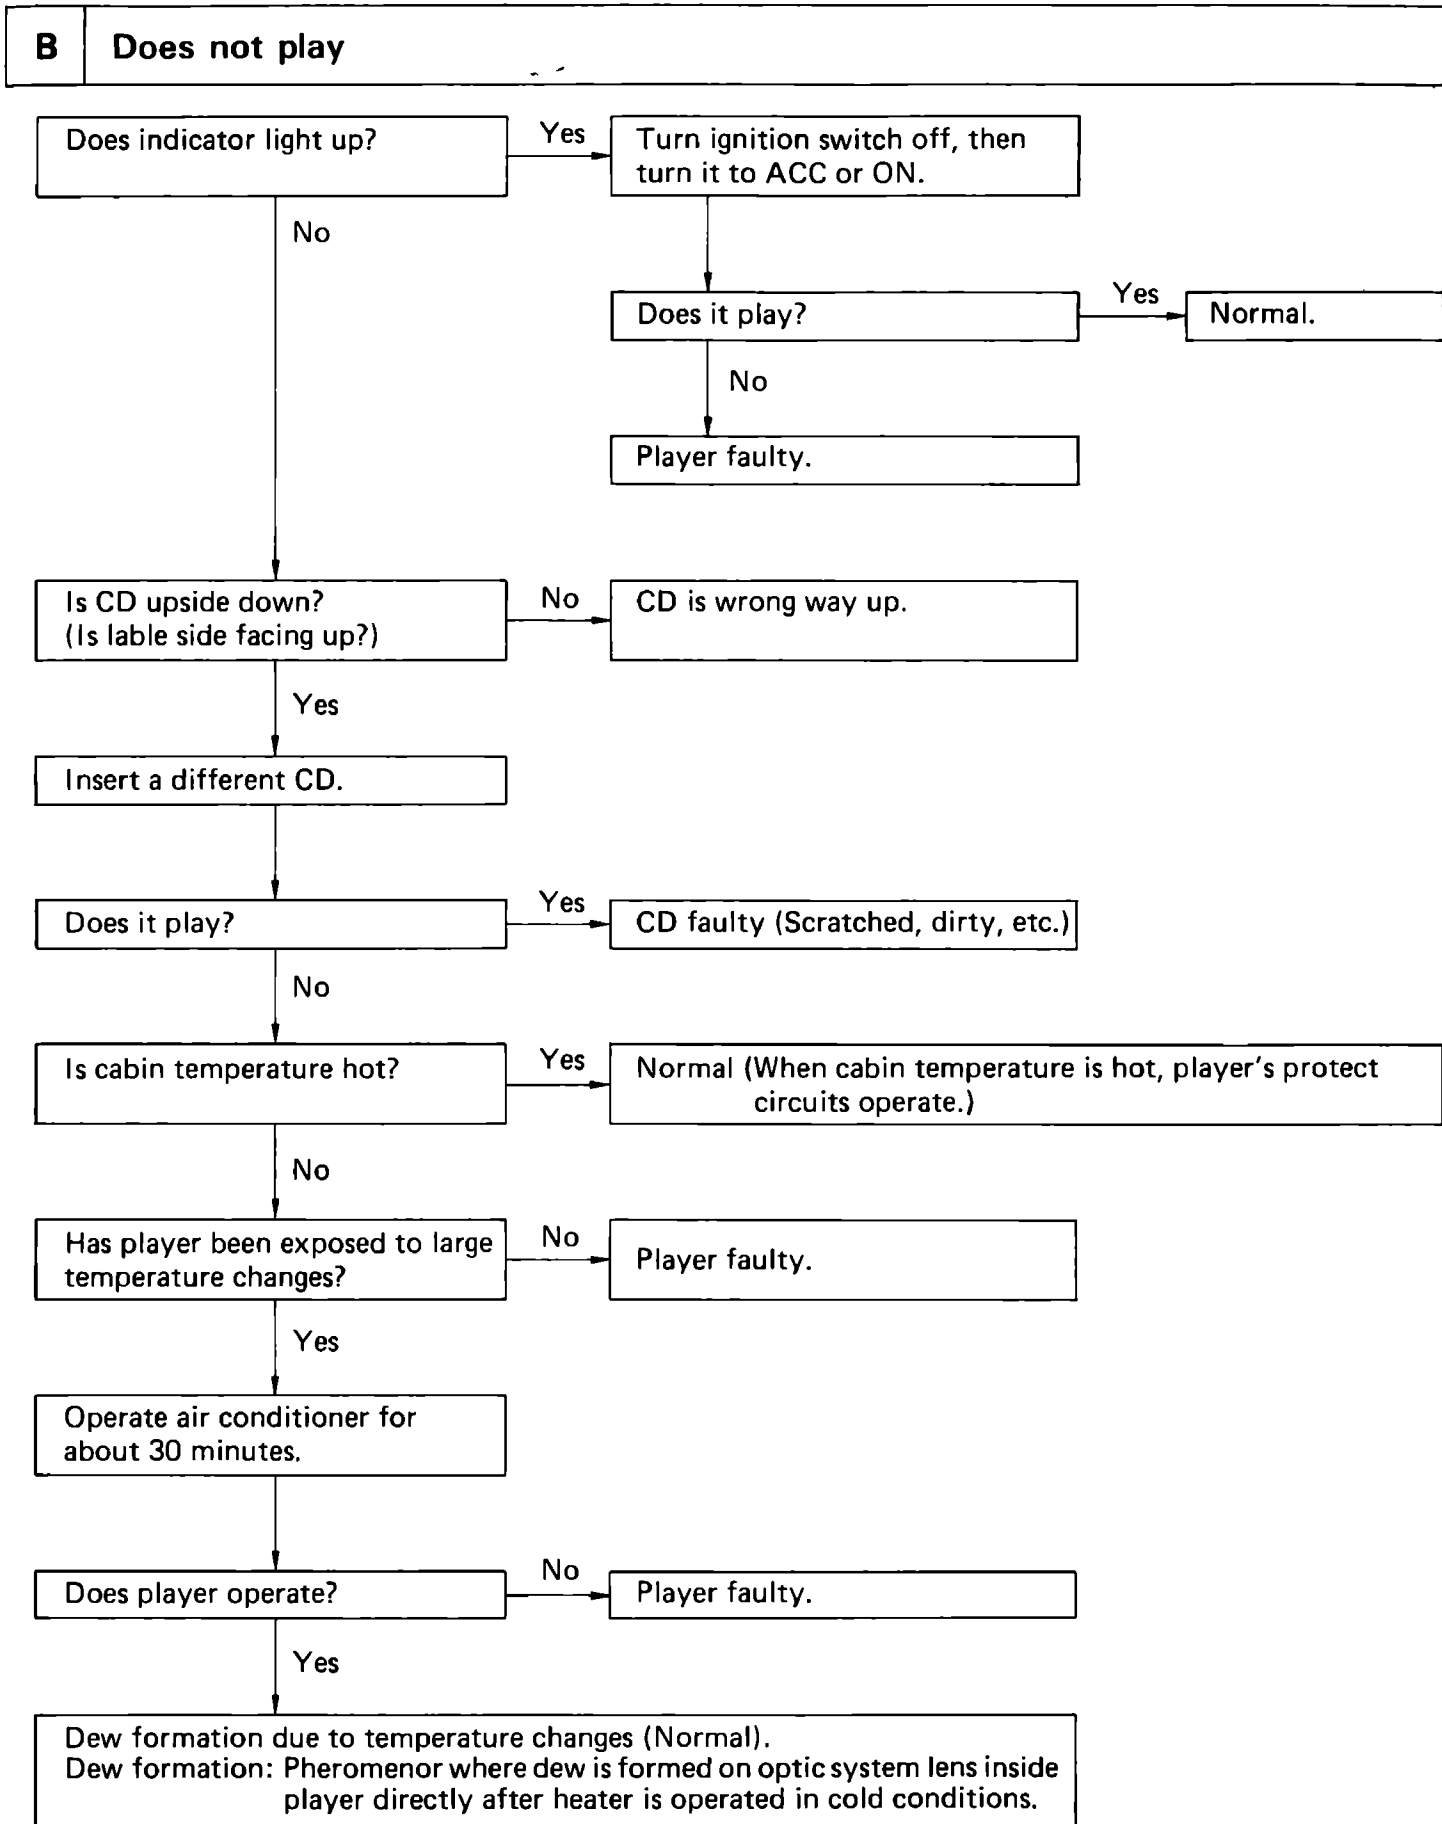 B Does not play
Does indicator light up?
Yes
Turn ignition switch off, then
turn it to ACC or ON.
No
Does it play?
Yes
Normal.
No
Player faulty.
Is CD upside down?
(Is lable side facing up?)
No
CD is wrong way up.
Yes
Insert a different CD.
Does it play?
Yes
CD faulty (Scratched, dirty, etc.)
No
Is cabin temperature hot?
Yes
Normal (When cabin temperature is hot, player's protect
circuits operate.)
No
Has player been exposed to large
temperature changes?
No
Player faulty.
Yes
Operate air conditioner for
about 30 minutes.
Does player operate?
No
Player faulty.
Yes
Dew formation due to temperature changes (Normal).
Dew formation: Pheromenor where dew is formed on optic system lens inside
player directly after heater is operated in cold conditions.